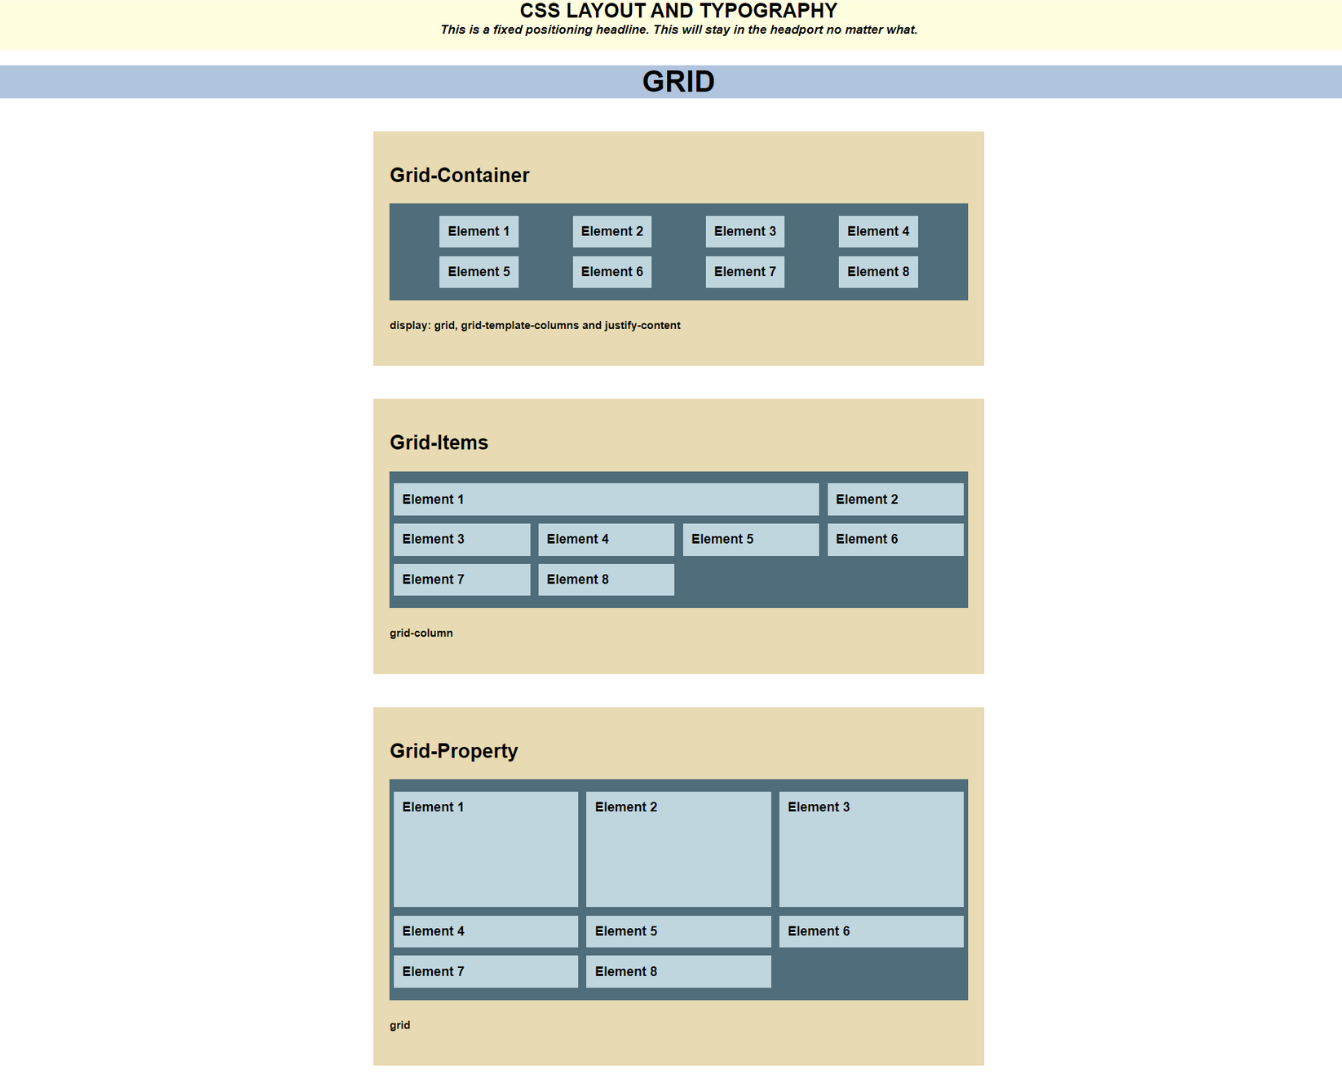 CSS LAYOUT AND TYPOGRAPHY
This is a fixed positioning headline. This will stay in the headport no matter what.
GRID
Grid-Container
Element 1 Element 2 Element 3 Element 4
Element 5 Element 6 Element 7 Element 8
display: grid, grid-template-columns and justify-content
Grid-Items
Element 1 Element 2
Element 3 Element 4 Element 5 Element 6
Element 7 Element 8
grid-column
Grid-Property
Element 1 Element 2 Element 3
Element 4 Element 5 Element 6
Element 7 Element 8
grid